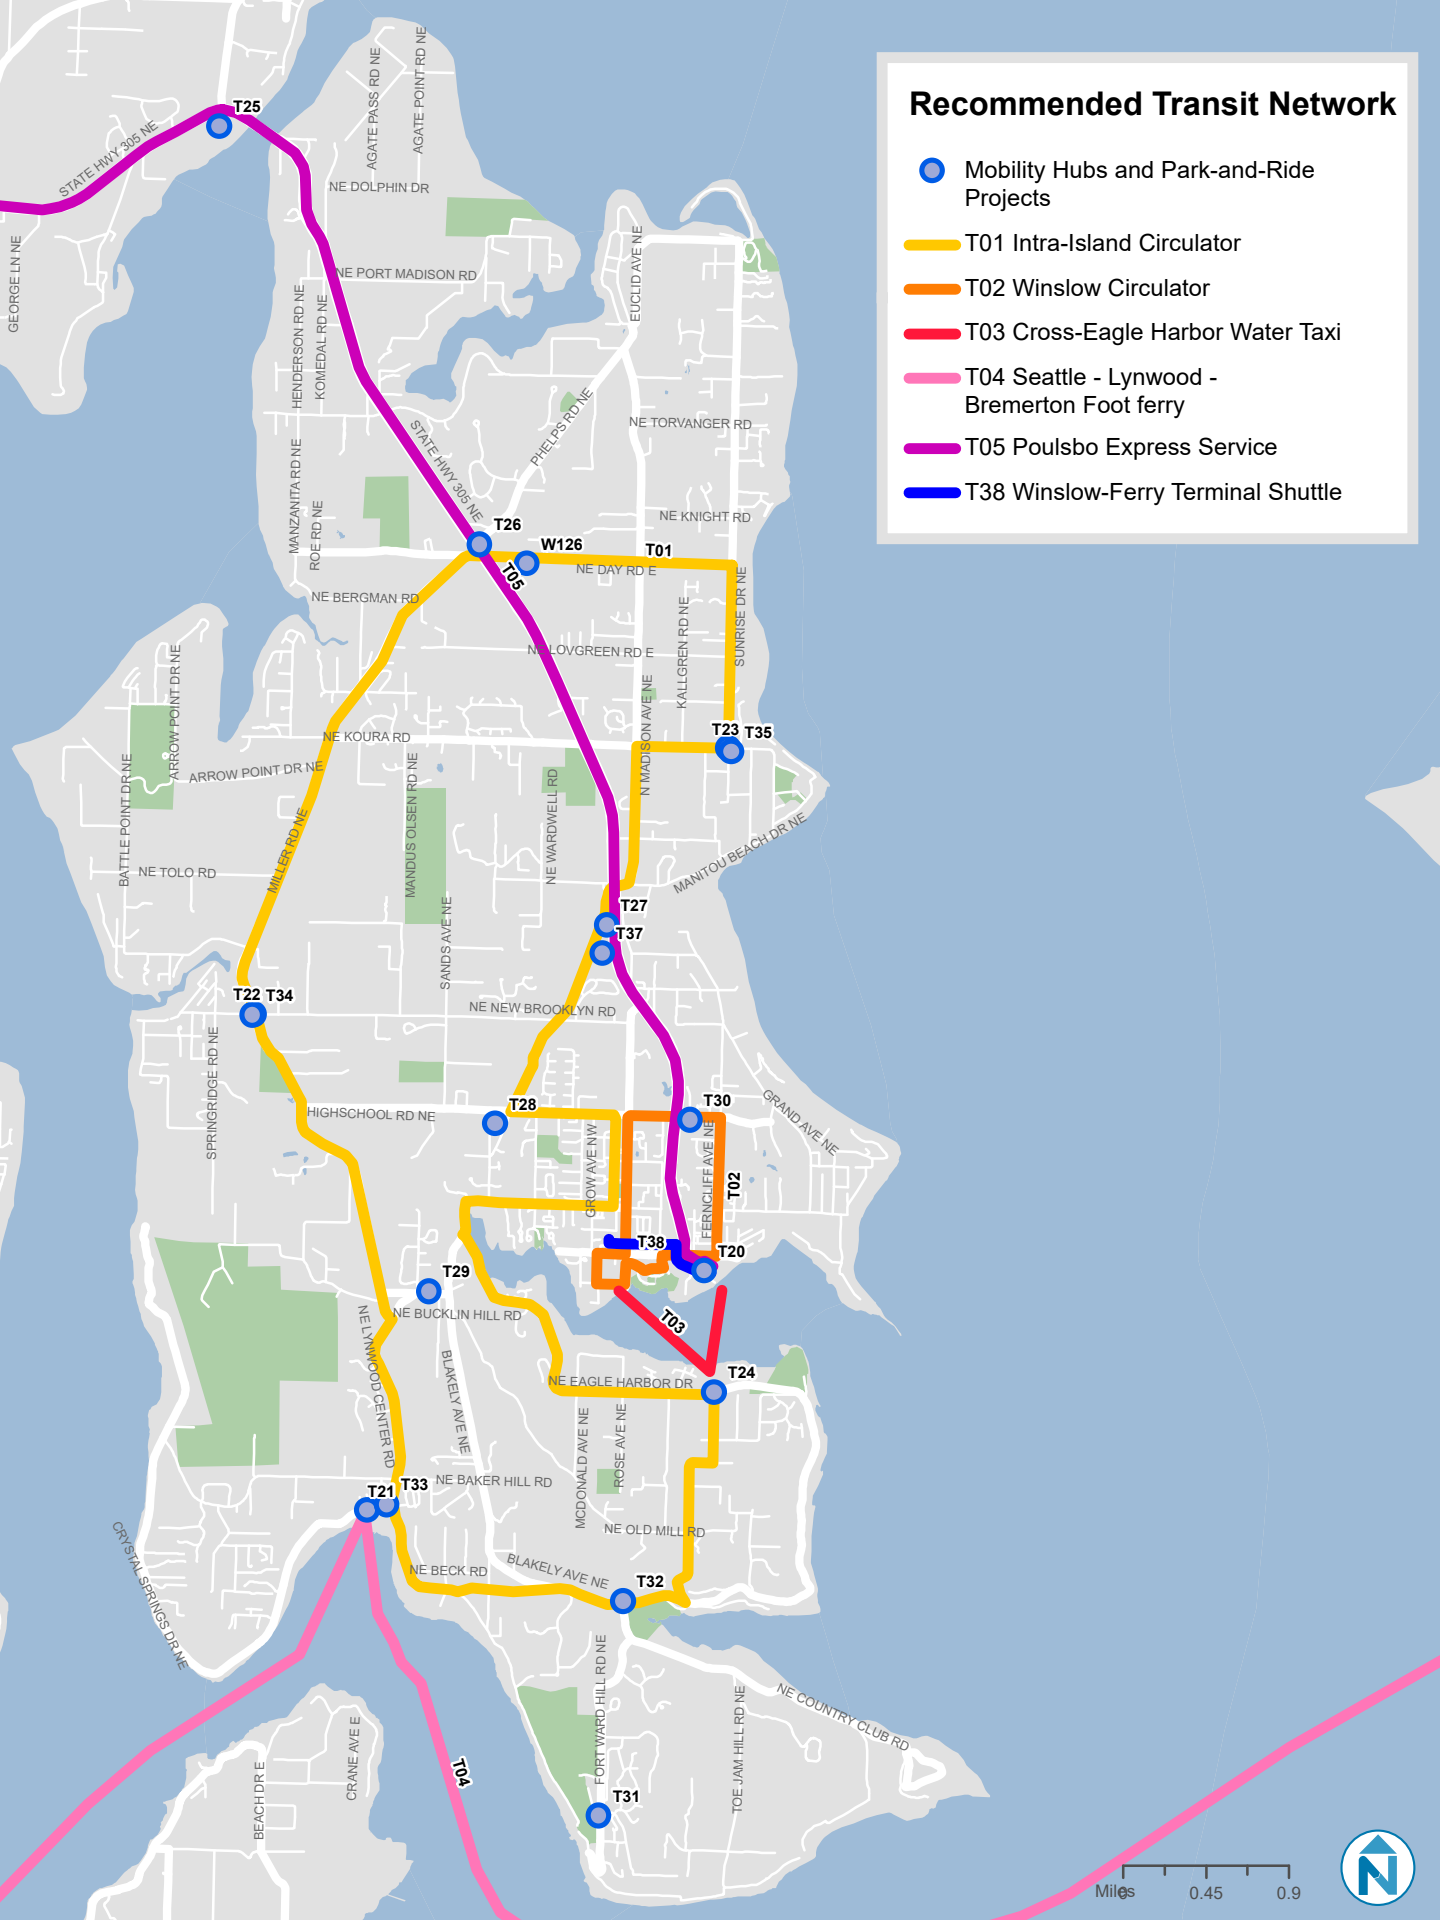 Recommended Transit Network
Mobility Hubs and Park-and-Ride
Projects
T01 Intra-Island Circulator
T02 Winslow Circulator
T03 Cross-Eagle Harbor Water Taxi
T04 Seattle - Lynwood -
Bremerton Foot ferry
T05 Poulsbo Express Service
T38 Winslow-Ferry Terminal Shuttle
T25
STATE HWY 305 NE
AGATE PASS RD NE
AGATE POINT RD NE
NE DOLPHIN DR
GEORGE LN NE
NE PORT MADISON RD
EUCLID AVE NE
HENDERSON RD NE
KOMEDAL RD NE
PHELPS RD NE
NE TORVANGER RD
STATE HWY 305 NE
MANZANITA RD NE
ROE RD NE
NE KNIGHT RD
T26
W126
T01
T05
NE DAY RD E
NE BERGMAN RD
SUNRISE DR NE
KALLGREN RD NE
NE LOVGREEN RD E
ARROW POINT DR NE
N MADISON AVE NE
T23
T35
NE KOURA RD
ARROW POINT DR NE
BATTLE POINT DR NE
MANDUS OLSEN RD NE
NE WARDWELL RD
MILLER RD NE
MANITOU BEACH DR NE
NE TOLO RD
T27
T37
SANDS AVE NE
T22
T34
NE NEW BROOKLYN RD
SPRINGRIDGE RD NE
T28
HIGHSCHOOL RD NE
T30
GRAND AVE NE
GROW AVE NW
FERNCLIFF AVE NE
T02
T38
T20
T29
NE BUCKLIN HILL RD
T03
NE LYNWOOD CENTER RD
BLAKELY AVE NE
T24
NE EAGLE HARBOR DR
MCDONALD AVE NE
ROSE AVE NE
T21
T33
NE BAKER HILL RD
NE OLD MILL RD
CRYSTAL SPRINGS DR NE
NE BECK RD
BLAKELY AVE NE
T32
FORT WARD HILL RD NE
TOE JAM HILL RD NE
NE COUNTRY CLUB RD
CRANE AVE E
BEACH DR E
T04
T31
Miles
0
0.45
0.9
N